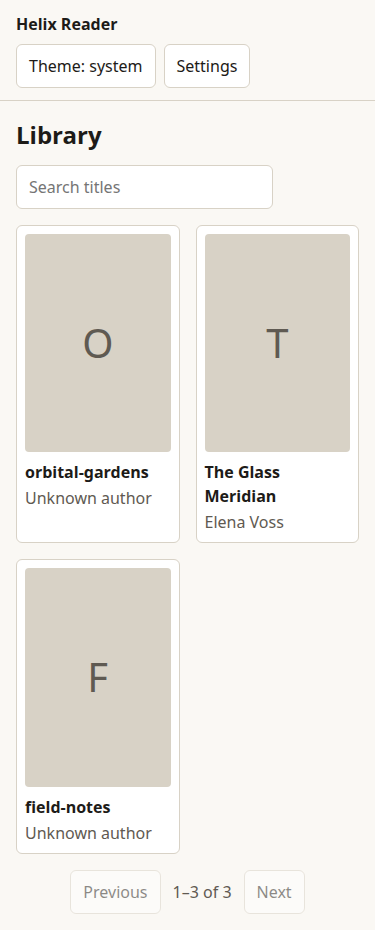 Helix Reader
Theme: system
Settings
Library
Search titles
O
orbital-gardens
Unknown author
T
The Glass
Meridian
Elena Voss
F
field-notes
Unknown author
Previous
1–3 of 3
Next